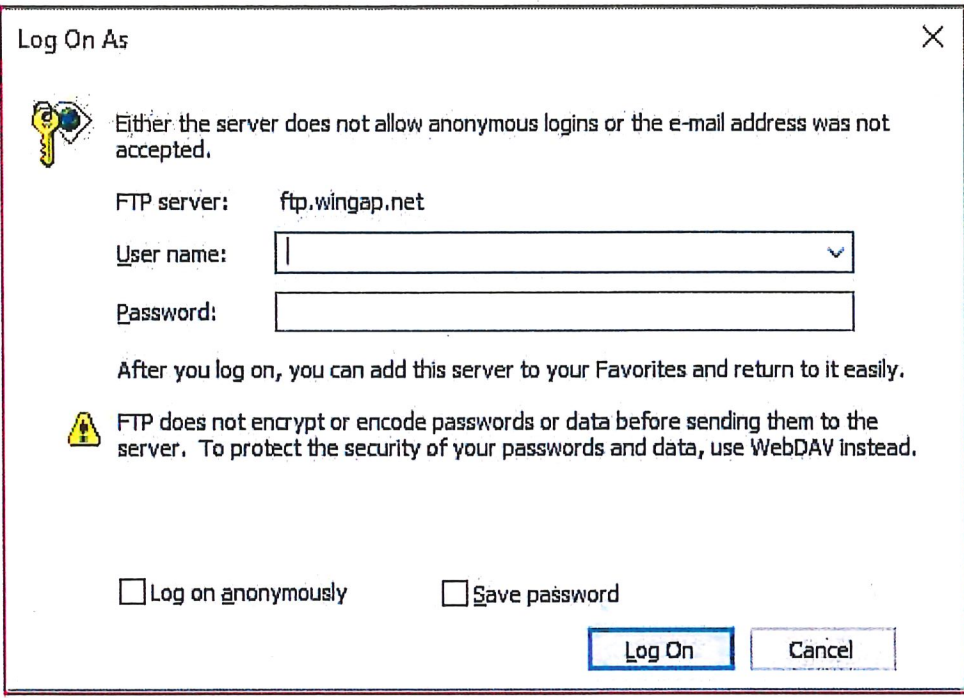 Log On As
Either the server does not allow anonymous logins or the e-mail address was not
accepted.
FTP server: ftp.wingap.net
User name:
Password:
After you log on, you can add this server to your Favorites and return to it easily.
FTP does not encrypt or encode passwords or data before sending them to the
server. To protect the security of your passwords and data, use WebDAV instead.
Log on anonymously Save password
Log On Cancel